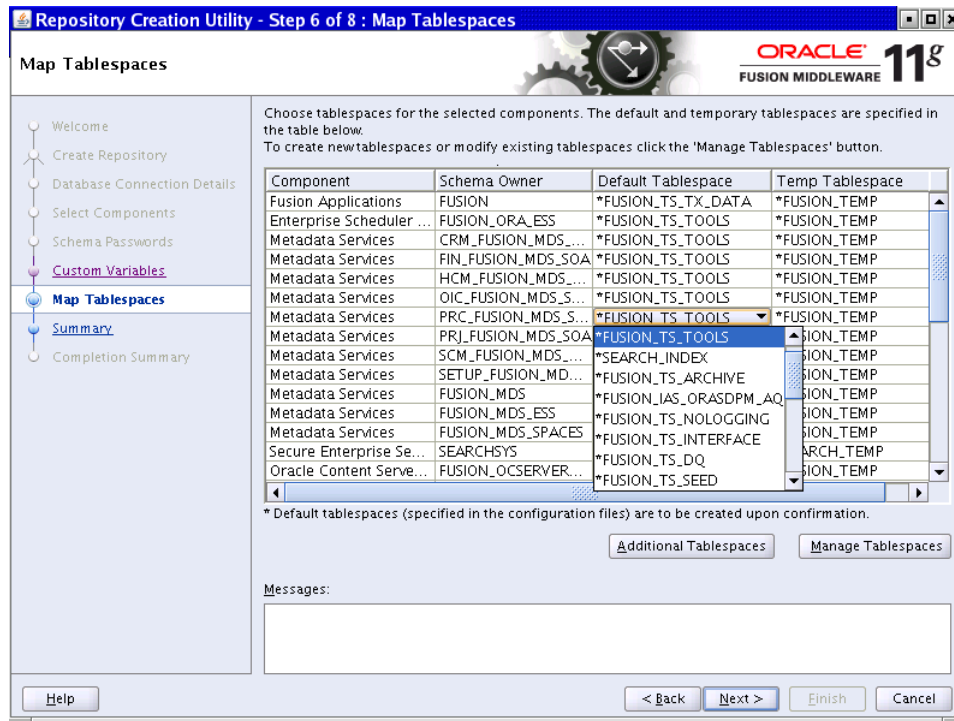 Repository Creation Utility - Step 6 of 8 : Map Tablespaces
Map Tablespaces
ORACLE
FUSION MIDDLEWARE 11g
Welcome
Create Repository
Database Connection Details
Select Components
Schema Passwords
Custom Variables
Map Tablespaces
Summary
Completion Summary
Choose tablespaces for the selected components. The default and temporary tablespaces are specified in
the table below.
To create new tablespaces or modify existing tablespaces click the 'Manage Tablespaces' button.
Component Schema Owner Default Tablespace Temp Tablespace
Fusion Applications FUSION *FUSION_TS_TX_DATA *FUSION_TEMP
Enterprise Scheduler ... FUSION_ORA_ESS *FUSION_TS_TOOLS *FUSION_TEMP
Metadata Services CRM_FUSION_MDS_... *FUSION_TS_TOOLS *FUSION_TEMP
Metadata Services FIN_FUSION_MDS_SOA *FUSION_TS_TOOLS *FUSION_TEMP
Metadata Services HCM_FUSION_MDS_... *FUSION_TS_TOOLS *FUSION_TEMP
Metadata Services OIC_FUSION_MDS_S... *FUSION_TS_TOOLS *FUSION_TEMP
Metadata Services PRC_FUSION_MDS_S... *FUSION_TS_TOOLS *FUSION_TEMP
Metadata Services PRJ_FUSION_MDS_SOA *FUSION_TS_TOOLS SION_TEMP
Metadata Services SCM_FUSION_MDS_... *SEARCH_INDEX SION_TEMP
Metadata Services SETUP_FUSION_MD... *FUSION_TS_ARCHIVE SION_TEMP
Metadata Services FUSION_MDS *FUSION_IAS_ORASDPM_AQ SION_TEMP
Metadata Services FUSION_MDS_ESS *FUSION_TS_NOLOGGING SION_TEMP
Metadata Services FUSION_MDS_SPACES *FUSION_TS_INTERFACE SION_TEMP
Secure Enterprise Se... SEARCHSYS *FUSION_TS_DQ ARCH_TEMP
Oracle Content Serve... FUSION_OCSERVER... *FUSION_TS_SEED SION_TEMP
* Default tablespaces (specified in the configuration files) are to be created upon confirmation.
Additional Tablespaces Manage Tablespaces
Messages:
Help < Back Next > Finish Cancel